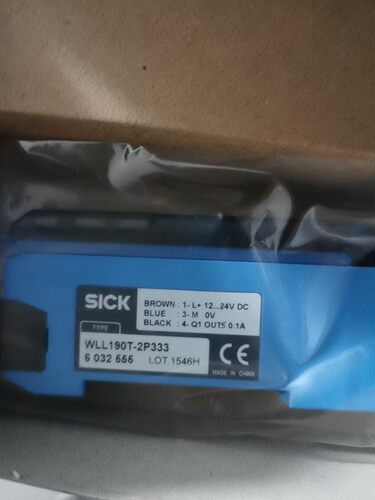 SICK
BROWN : 1- L+ 12...24V DC
BLUE : 3- M 0V
BLACK : 4- Q1 OUT≤ 0.1A
TYPE
WLL190T-2P333
6 032 555 LOT 1546H
CE
MADE IN CHINA